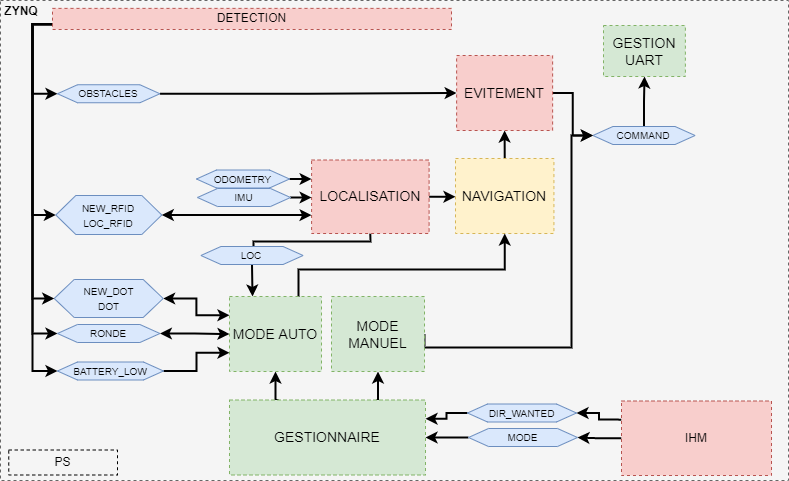 ZYNQ
DETECTION
GESTION
UART
OBSTACLES
EVITEMENT
COMMAND
ODOMETRY
IMU
LOCALISATION
NAVIGATION
NEW_RFID
LOC_RFID
LOC
NEW_DOT
DOT
RONDE
BATTERY_LOW
MODE AUTO
MODE
MANUEL
GESTIONNAIRE
DIR_WANTED
MODE
IHM
PS